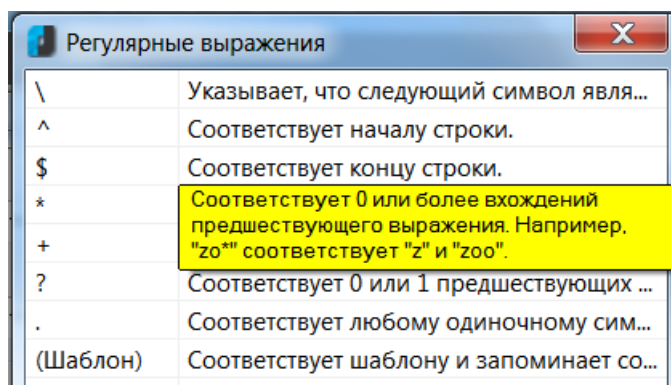 Регулярные выражения
\ Указывает, что следующий символ явля...
^ Соответствует началу строки.
$ Соответствует концу строки.
* Соответствует 0 или более вхождений
предшествующего выражения. Например,
+ "zo*" соответствует "z" и "zoo".
? Соответствует 0 или 1 предшествующих ...
. Соответствует любому одиночному сим...
(Шаблон) Соответствует шаблону и запоминает со...